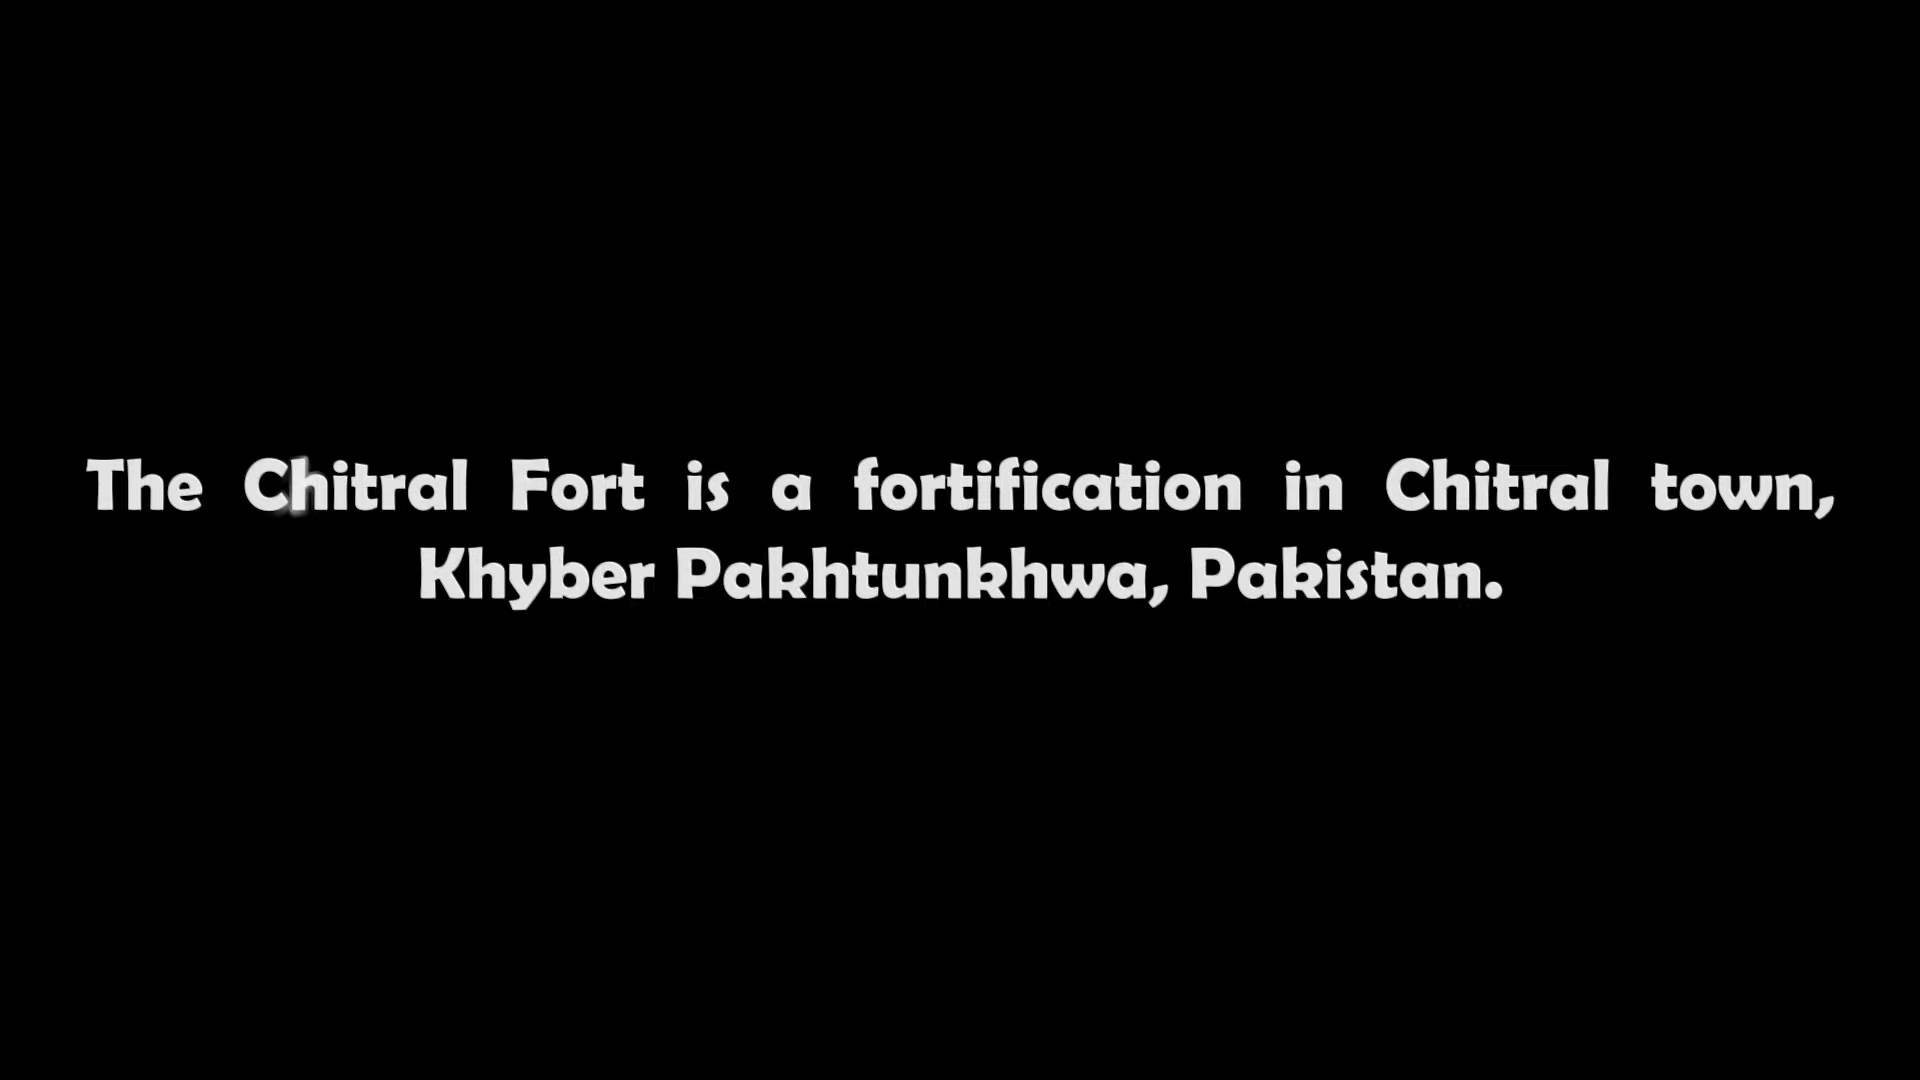 The Chitral Fort is a fortification in Chitral town,
Khyber Pakhtunkhwa, Pakistan.